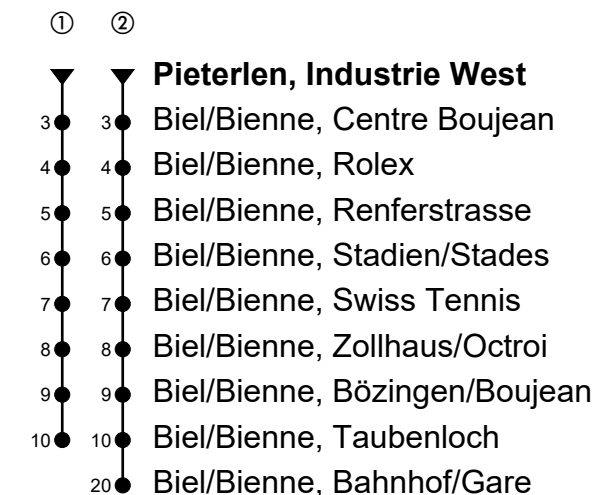 ① ②
Pieterlen, Industrie West
3 3 Biel/Bienne, Centre Boujean
4 4 Biel/Bienne, Rolex
5 5 Biel/Bienne, Renferstrasse
6 6 Biel/Bienne, Stadien/Stades
7 7 Biel/Bienne, Swiss Tennis
8 8 Biel/Bienne, Zollhaus/Octroi
9 9 Biel/Bienne, Bözingen/Boujean
10 10 Biel/Bienne, Taubenloch
20 Biel/Bienne, Bahnhof/Gare